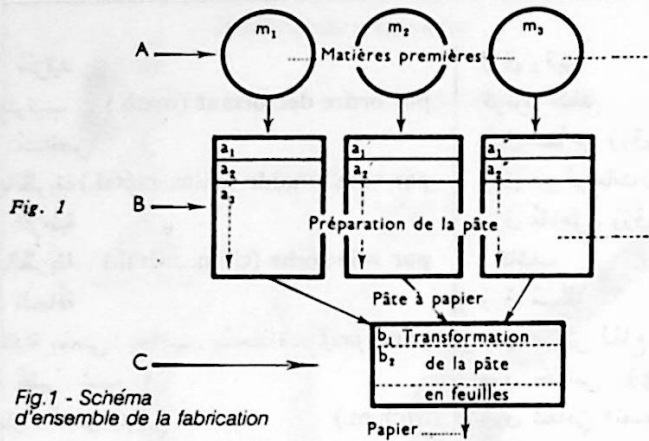 A m₁ m₂ m₃
Matières premières
a₁ a₁ a₁
a₂ a₂' a₂"
a₃
Fig. 1
B
Préparation de la pâte
Pâte à papier
b₁ Transformation
b₂ de la pâte
C
en feuilles
Fig.1 - Schéma
d'ensemble de la fabrication
Papier